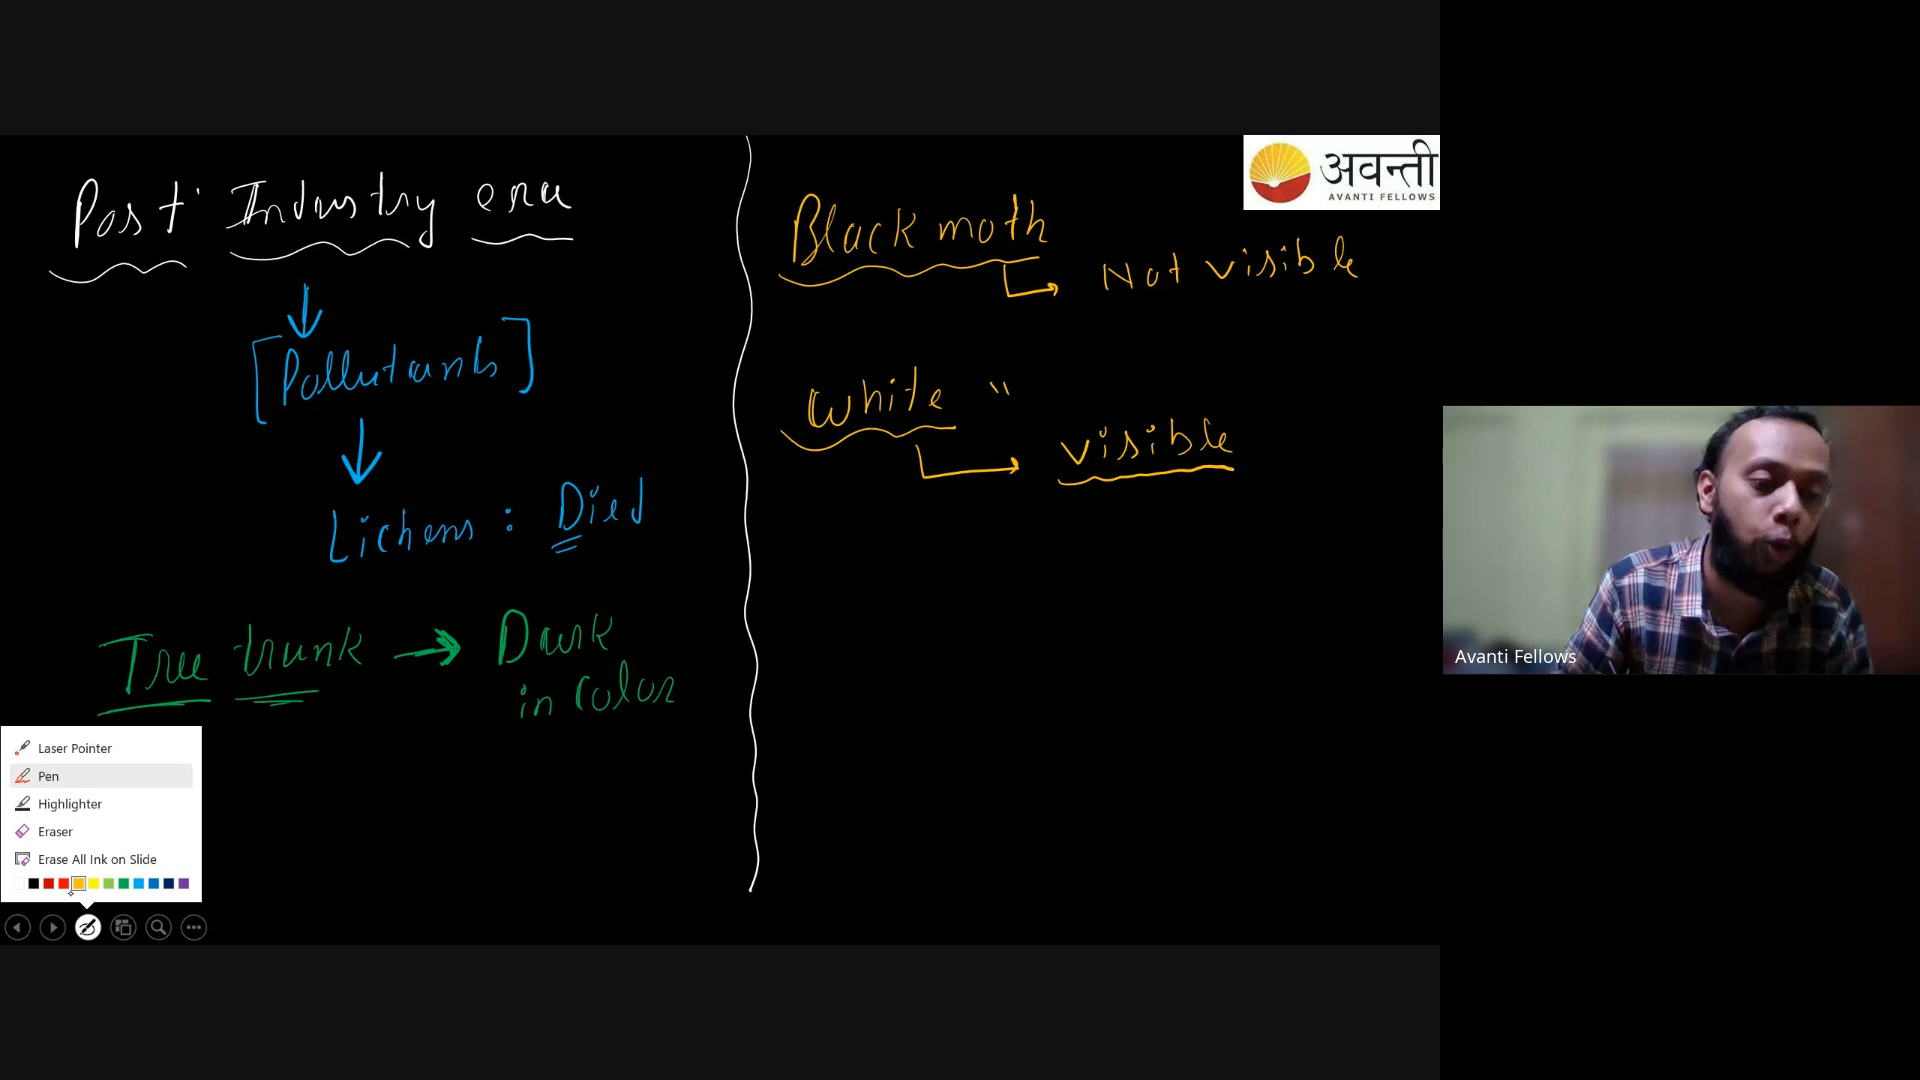 Post Industry era
[Pollutants]
Lichens : Died
Tree trunk → Dark
in color
Black moth
Not visible
White "
visible
अवन्ती
AVANTI FELLOWS
Laser Pointer
Pen
Highlighter
Eraser
Erase All Ink on Slide
Avanti Fellows